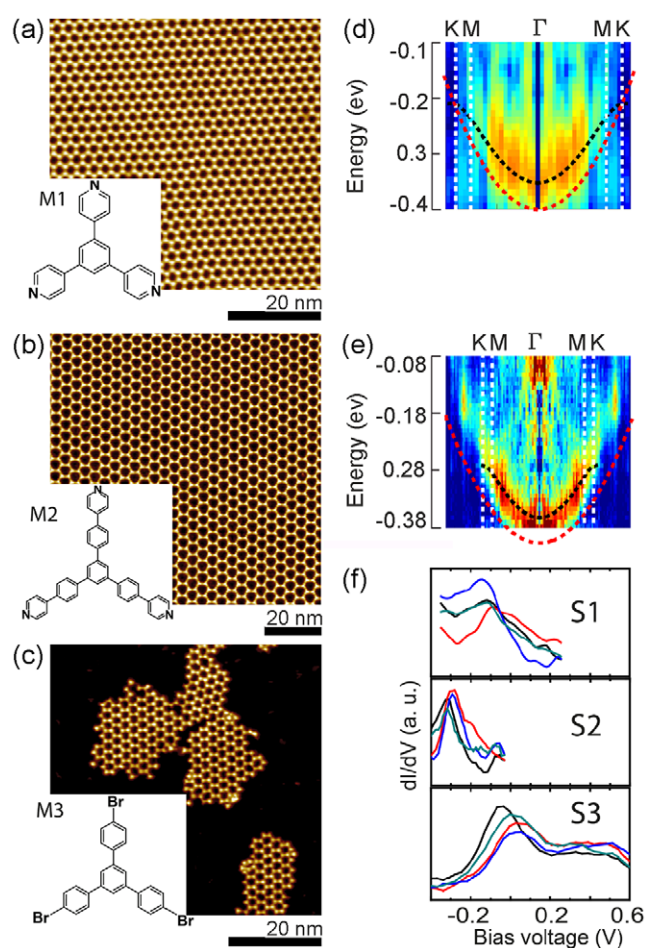 (a)
M1
N
N
N
20 nm
(b)
M2
N
N
N
20 nm
(c)
M3
Br
Br
Br
20 nm
(d)
K M Γ M K
Energy (ev)
-0.1
-0.2
0.3
-0.4
(e)
K M Γ M K
Energy (ev)
-0.08
-0.18
0.28
-0.38
(f)
dI/dV (a. u.)
S1
S2
S3
-0.2 0.2 0.6
Bias voltage (V)